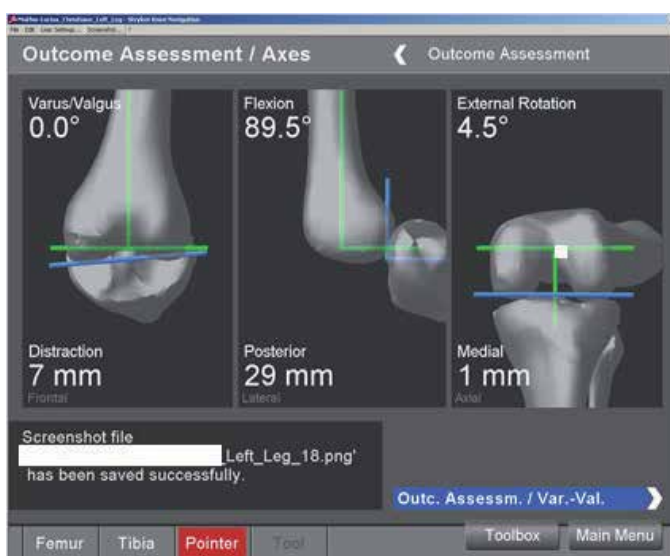 Outcome Assessment / Axes
Outcome Assessment
Varus/Valgus
0.0°
Flexion
89.5°
External Rotation
4.5°
Distraction
7 mm
Frontal
Posterior
29 mm
Lateral
Medial
1 mm
Axial
Screenshot file
_Left_Leg_18.png'
has been saved successfully.
Outc. Assessm. / Var.-Val.
Femur
Tibia
Pointer
Tool
Toolbox
Main Menu